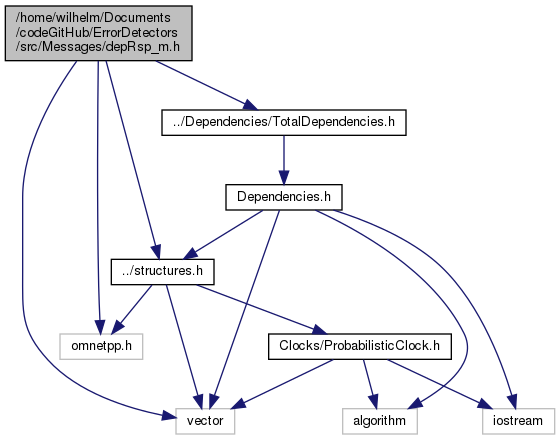 /home/wilhelm/Documents
/codeGitHub/ErrorDetectors
/src/Messages/depRsp_m.h
../Dependencies/TotalDependencies.h
Dependencies.h
../structures.h
omnetpp.h
Clocks/ProbabilisticClock.h
vector
algorithm
iostream